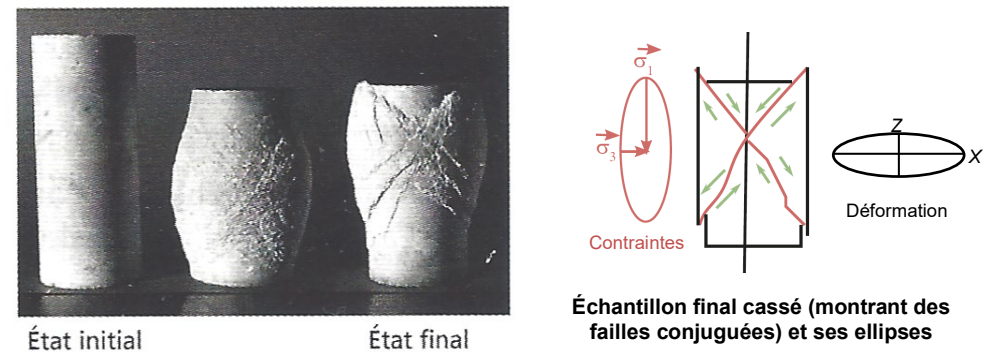 État initial
État final
σ1
σ3
Contraintes
Z
X
Déformation
Échantillon final cassé (montrant des
failles conjuguées) et ses ellipses